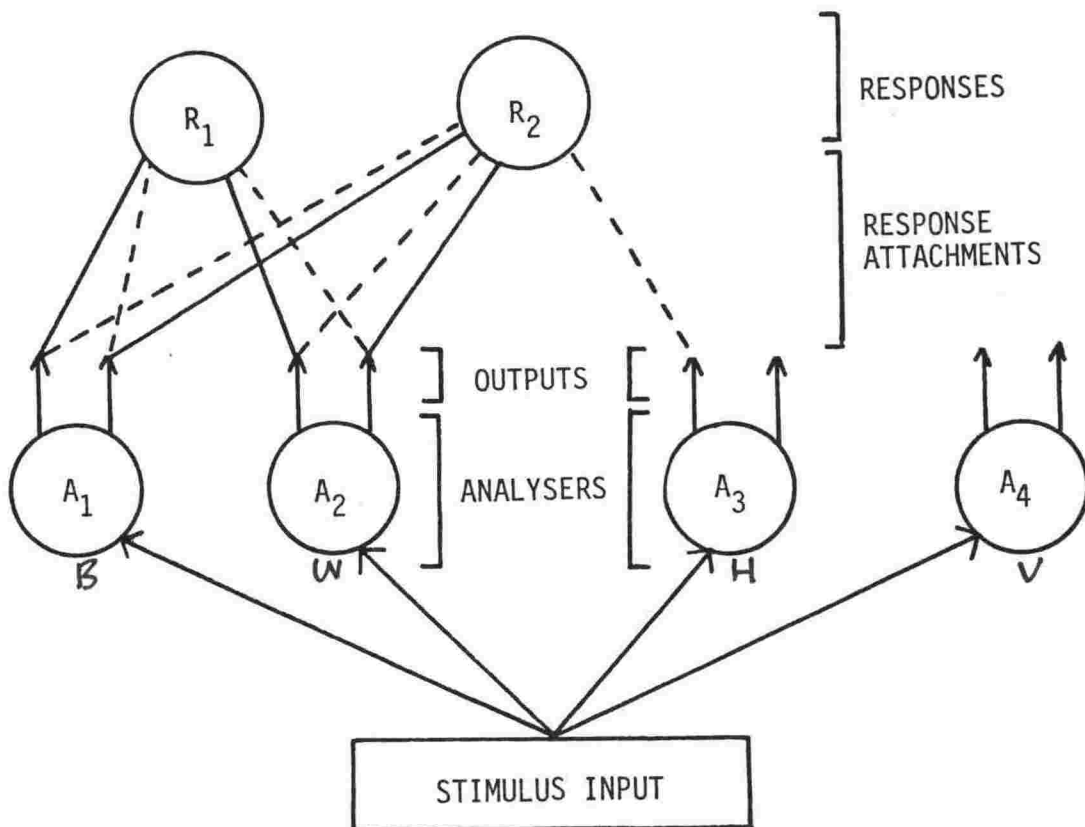 R1
R2
RESPONSES
RESPONSE
ATTACHMENTS
OUTPUTS
A1
A2
ANALYSERS
A3
A4
B
W
H
V
STIMULUS INPUT